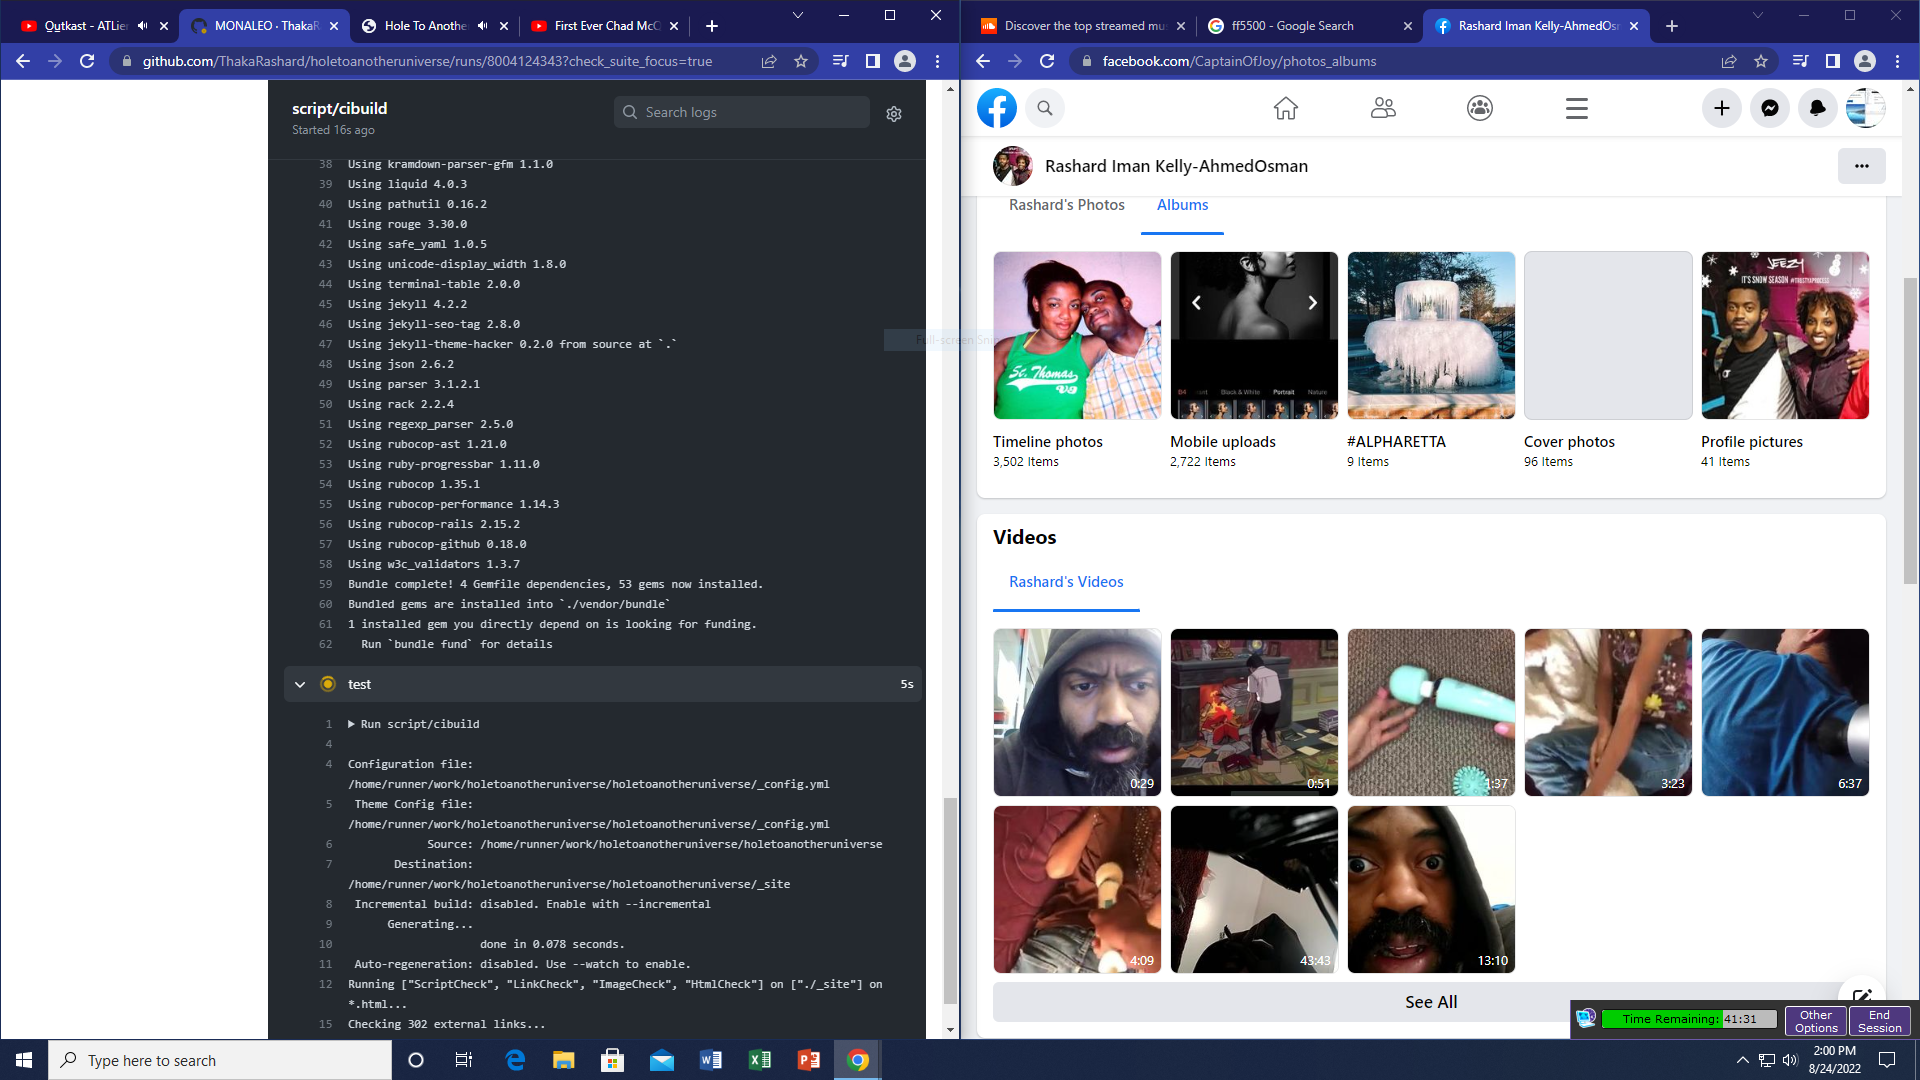 Outkast - ATLien
MONALEO · ThakaR
Hole To Anothe
First Ever Chad McC
github.com/ThakaRashard/holetoanotheruniverse/runs/8004124343?check_suite_focus=true
script/cibuild
Started 16s ago
Search logs
38 Using kramdown-parser-gfm 1.1.0
39 Using liquid 4.0.3
40 Using pathutil 0.16.2
41 Using rouge 3.30.0
42 Using safe_yaml 1.0.5
43 Using unicode-display_width 1.8.0
44 Using terminal-table 2.0.0
45 Using jekyll 4.2.2
46 Using jekyll-seo-tag 2.8.0
47 Using jekyll-theme-hacker 0.2.0 from source at `.`
48 Using json 2.6.2
49 Using parser 3.1.2.1
50 Using rack 2.2.4
51 Using regexp_parser 2.5.0
52 Using rubocop-ast 1.21.0
53 Using ruby-progressbar 1.11.0
54 Using rubocop 1.35.1
55 Using rubocop-performance 1.14.3
56 Using rubocop-rails 2.15.2
57 Using rubocop-github 0.18.0
58 Using w3c_validators 1.3.7
59 Bundle complete! 4 Gemfile dependencies, 53 gems now installed.
60 Bundled gems are installed into `./vendor/bundle`
61 1 installed gem you directly depend on is looking for funding.
62 Run `bundle fund` for details
test 5s
1 Run script/cibuild
4
4 Configuration file:
/home/runner/work/holetoanotheruniverse/holetoanotheruniverse/_config.yml
5 Theme Config file:
/home/runner/work/holetoanotheruniverse/holetoanotheruniverse/_config.yml
6 Source: /home/runner/work/holetoanotheruniverse/holetoanotheruniverse
7 Destination:
/home/runner/work/holetoanotheruniverse/holetoanotheruniverse/_site
8 Incremental build: disabled. Enable with --incremental
9 Generating...
10 done in 0.078 seconds.
11 Auto-regeneration: disabled. Use --watch to enable.
12 Running ["ScriptCheck", "LinkCheck", "ImageCheck", "HtmlCheck"] on ["./_site"] on
*.html...
15 Checking 302 external links...
Full-screen Snip
Discover the top streamed mus
ff5500 - Google Search
Rashard Iman Kelly-AhmedOsm
facebook.com/CaptainOfJoy/photos_albums
Rashard Iman Kelly-AhmedOsman
Rashard's Photos
Albums
St. Thomas
VI
B4
Black & White
Portrait
Nature
JEEZY
IT'S SNOW SEASON
Timeline photos
3,502 Items
Mobile uploads
2,722 Items
#ALPHARETTA
9 Items
Cover photos
96 Items
Profile pictures
41 Items
Videos
Rashard's Videos
0:29
0:51
1:37
3:23
6:37
4:09
43:43
13:10
See All
Time Remaining: 41:31
Other Options
End Session
Type here to search
2:00 PM
8/24/2022